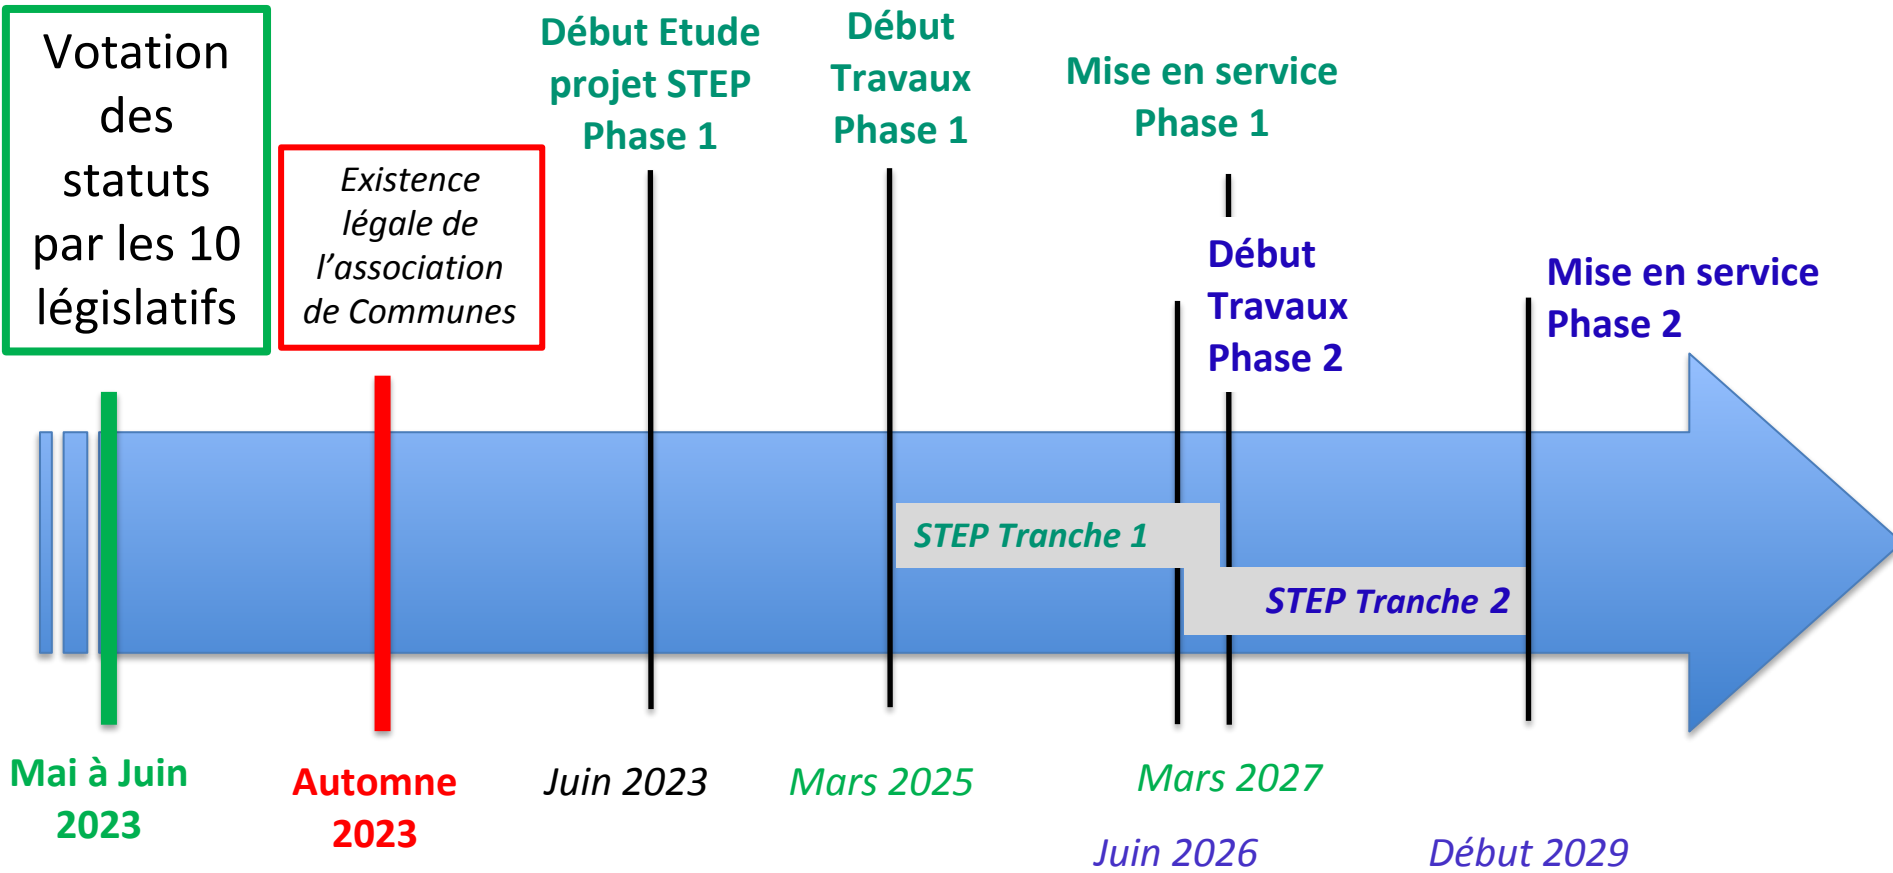 Votation
des
statuts
par les 10
législatifs
Existence
légale de
l’association
de Communes
Début Etude
projet STEP
Phase 1
Début
Travaux
Phase 1
Mise en service
Phase 1
Début
Travaux
Phase 2
Mise en service
Phase 2
STEP Tranche 1
STEP Tranche 2
Mai à Juin
2023
Automne
2023
Juin 2023
Mars 2025
Mars 2027
Juin 2026
Début 2029